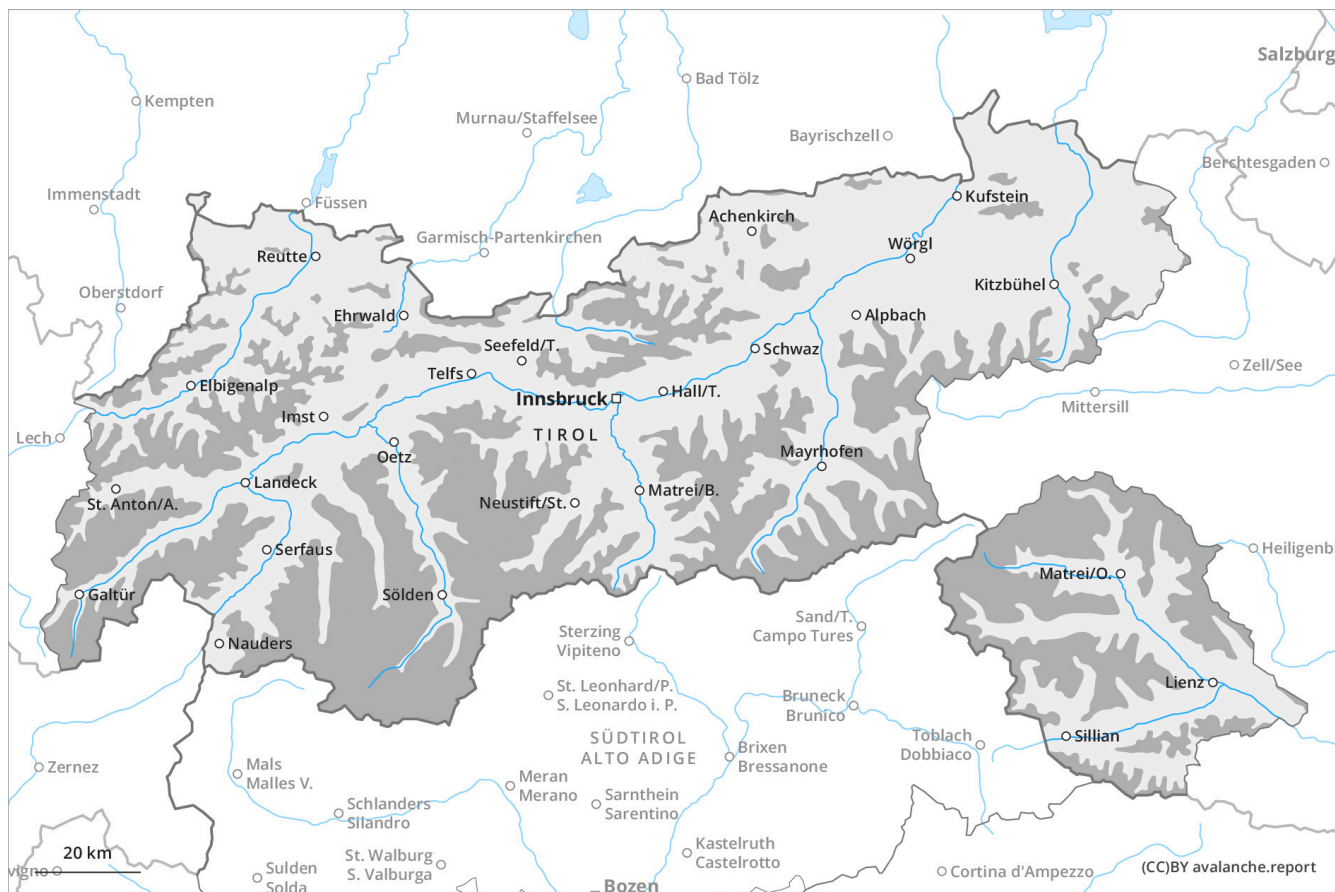 Salzburg
Bad Tölz
Kempten
Murnau/Staffelsee
Bayrischzell
Berchtesgaden
Immenstadt
Füssen
Kufstein
Achenkirch
Garmisch-Partenkirchen
Wörgl
Reutte
Kitzbühel
Oberstdorf
Ehrwald
Alpbach
Seefeld/T.
Schwaz
Zell/See
Telfs
Elbigenalp
Innsbruck
Hall/T.
Mittersill
Imst
Lech
TIROL
Oetz
Mayrhofen
Landeck
Matrei/B.
St. Anton/A.
Neustift/St.
Serfaus
Heiligenb
Matrei/O.
Galtür
Sölden
Sand/T.
Campo Tures
Sterzing
Vipiteno
Nauders
Lienz
St. Leonhard/P.
S. Leonardo i. P.
Bruneck
Brunico
Sillian
Toblach
Dobbiaco
SÜDTIROL
ALTO ADIGE
Brixen
Bressanone
Zernez
Mals
Malles V.
Meran
Merano
Schlanders
Silandro
Sarnthein
Sarentino
Kastelruth
Castelrotto
20 km
St. Walburg
S. Valburga
vigno
Sulden
Solda
Cortina d'Ampezzo
(CC)BY avalanche.report
Bozen